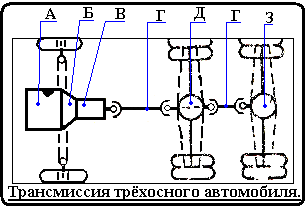 А Б В Г Д Г З
Трансмиссия трёхосного автомобиля.